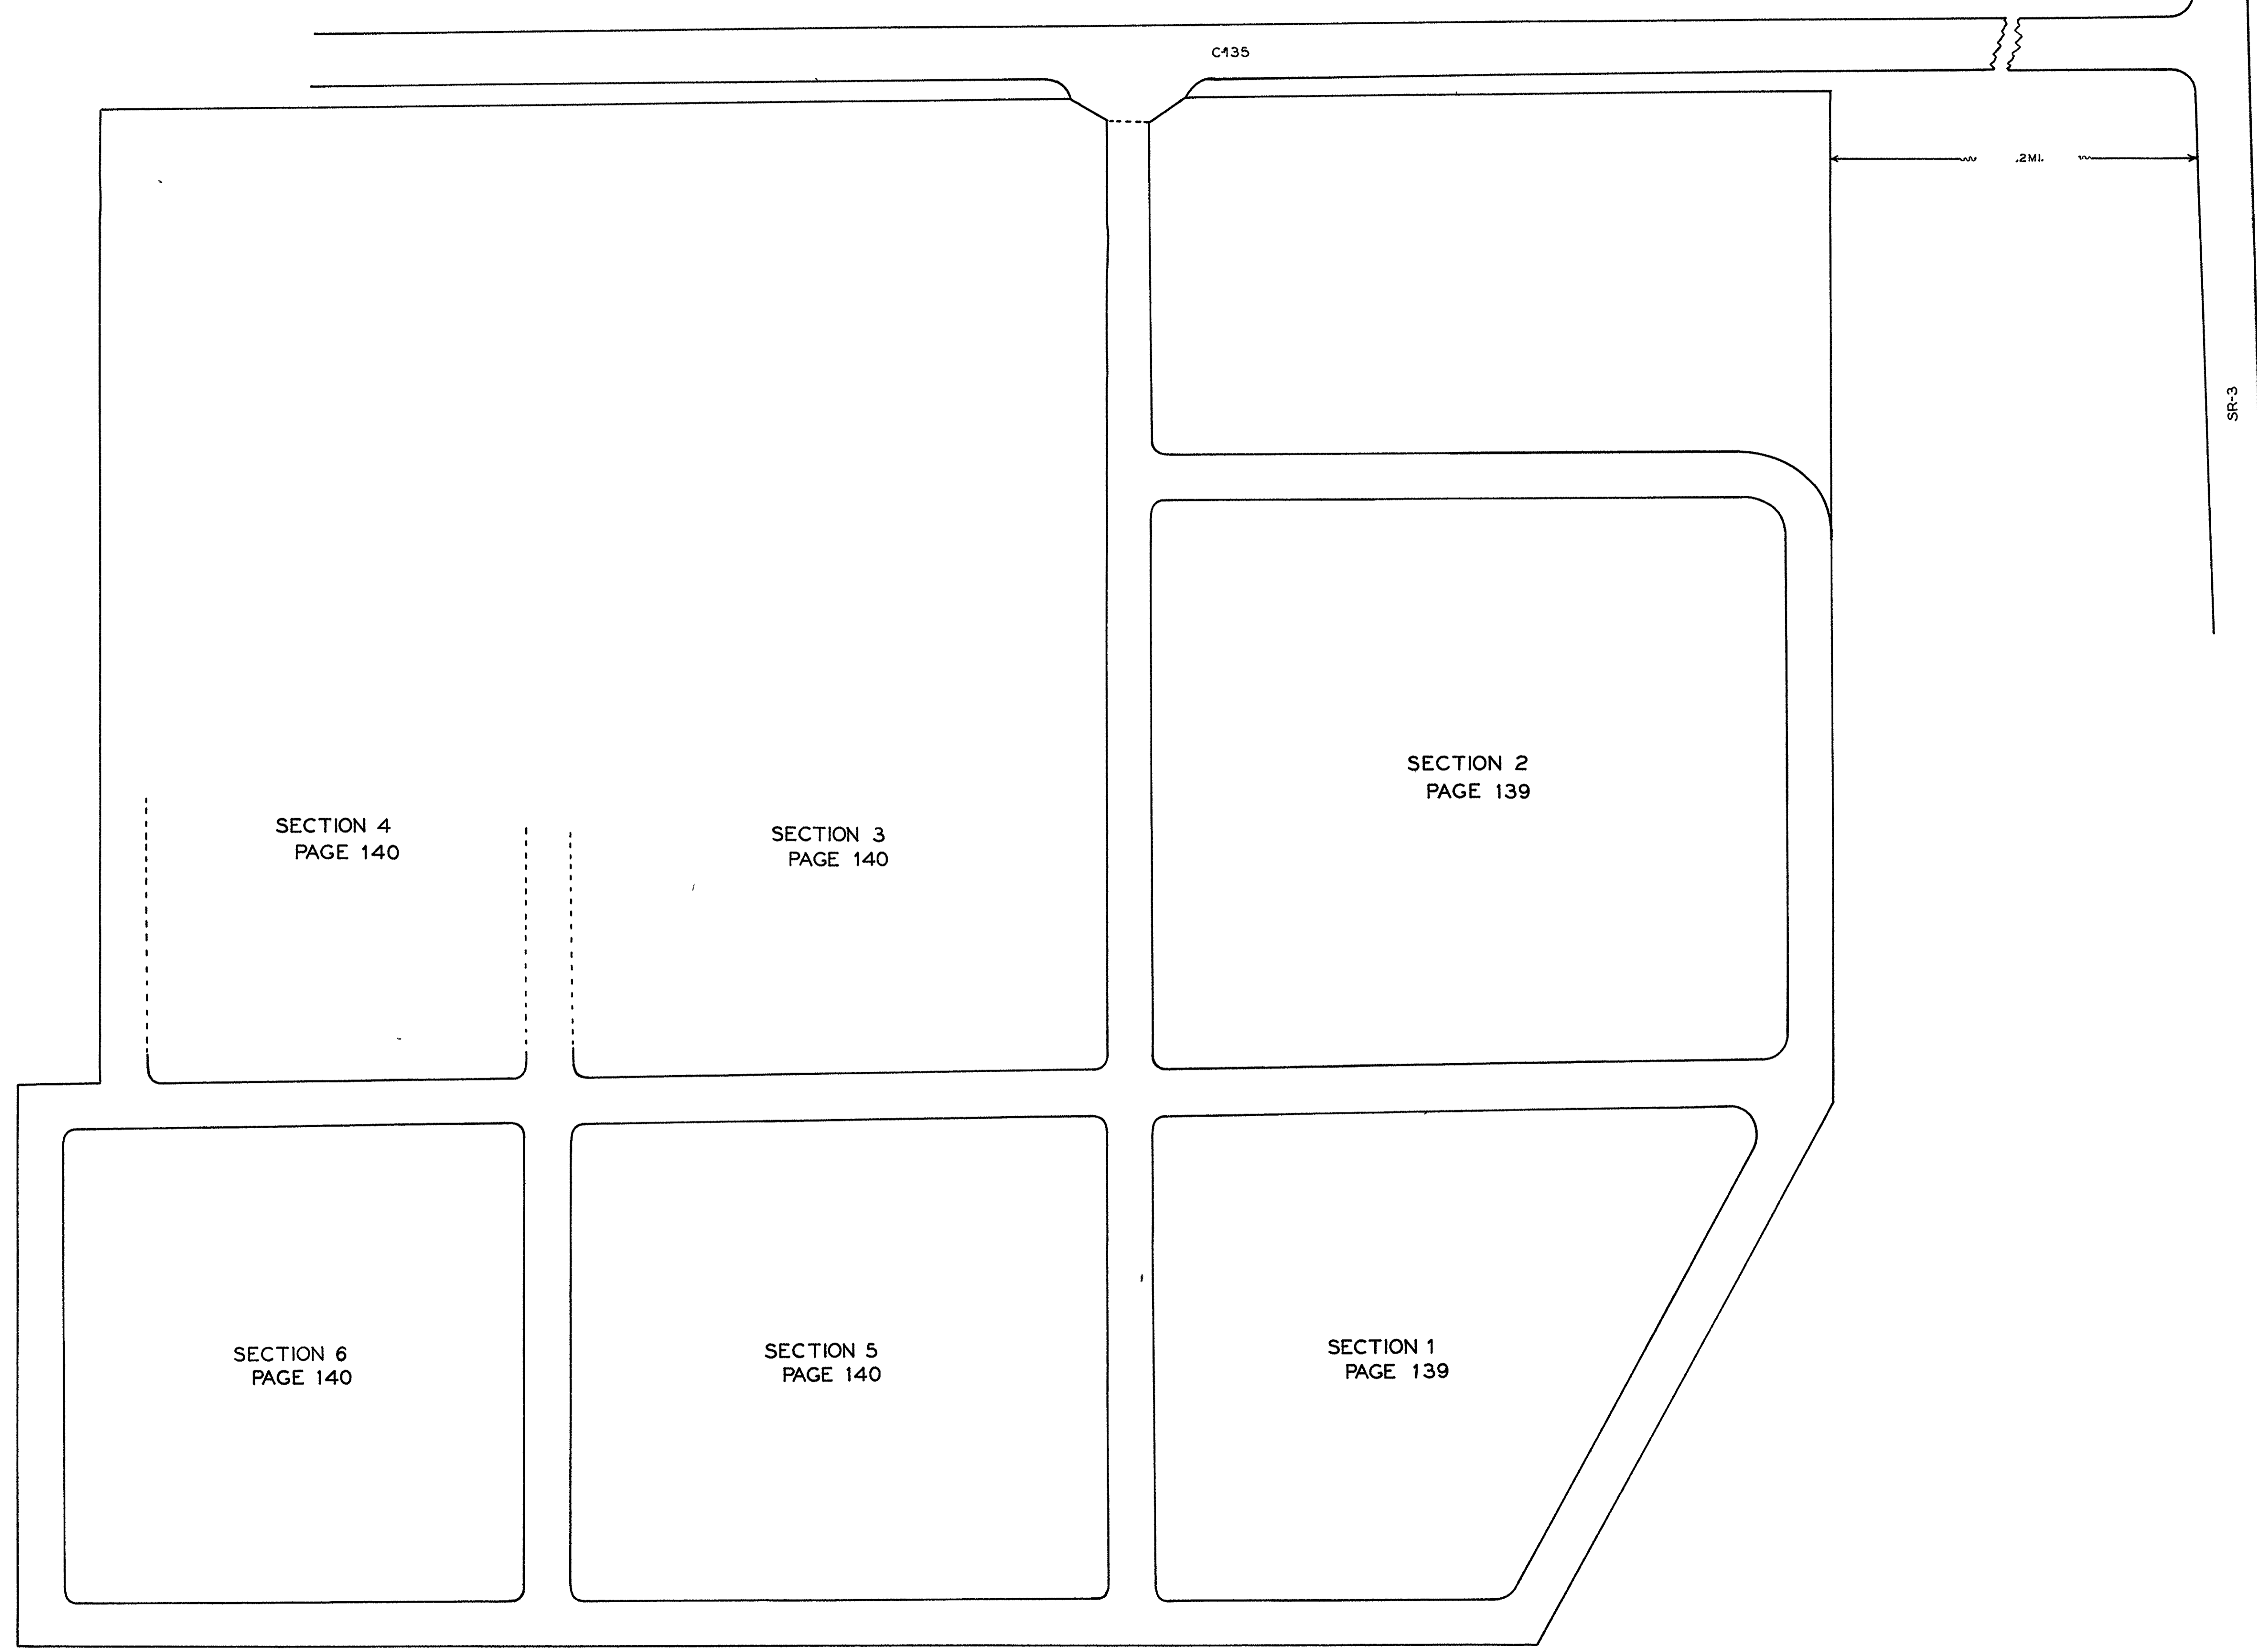 C-135
.2MI.
SR-3
SECTION 2
PAGE 139
SECTION 4
PAGE 140
SECTION 3
PAGE 140
SECTION 6
PAGE 140
SECTION 5
PAGE 140
SECTION 1
PAGE 139